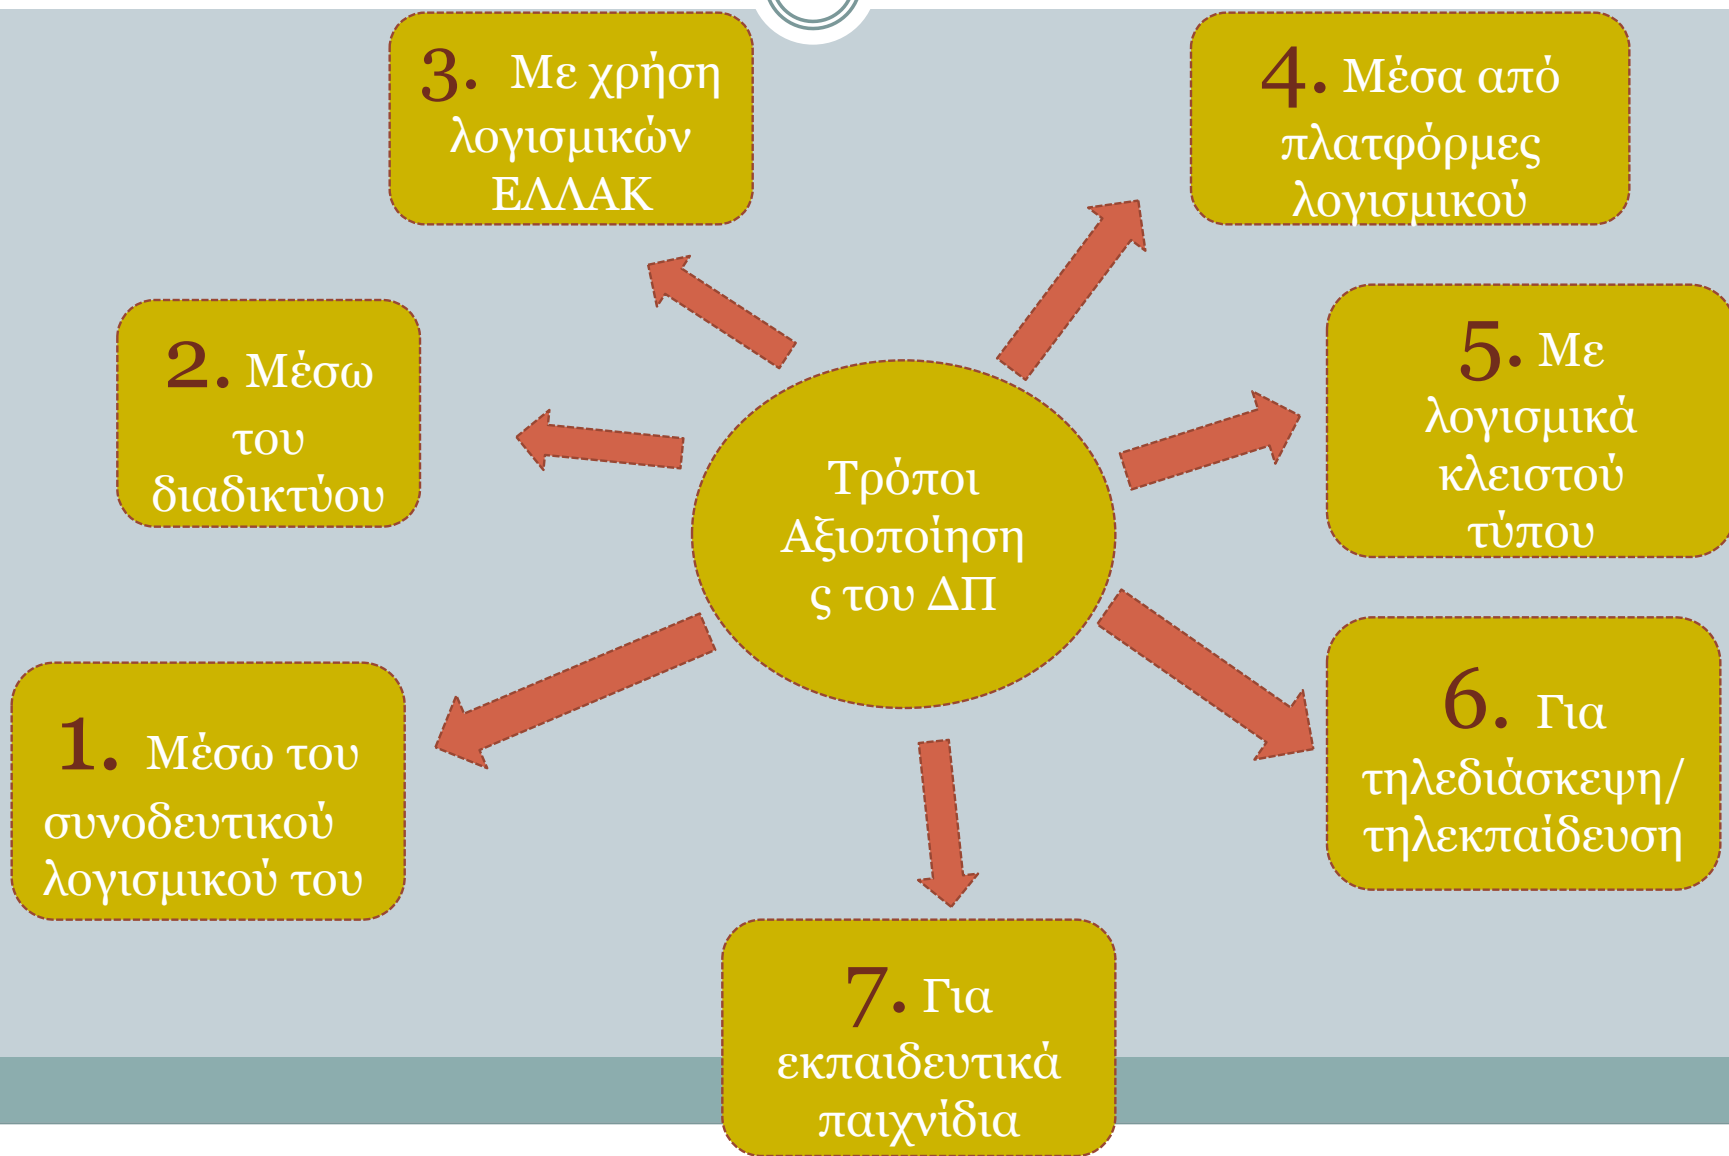 3. Με χρήση
λογισμικών
ΕΛΛΑΚ
4. Μέσα από
πλατφόρμες
λογισμικού
2. Μέσω
του
διαδικτύου
5. Με
λογισμικά
κλειστού
τύπου
Τρόποι
Αξιοποίηση
ς του ΔΠ
1. Μέσω του
συνοδευτικού
λογισμικού του
6. Για
τηλεδιάσκεψη/
τηλεκπαίδευση
7. Για
εκπαιδευτικά
παιχνίδια